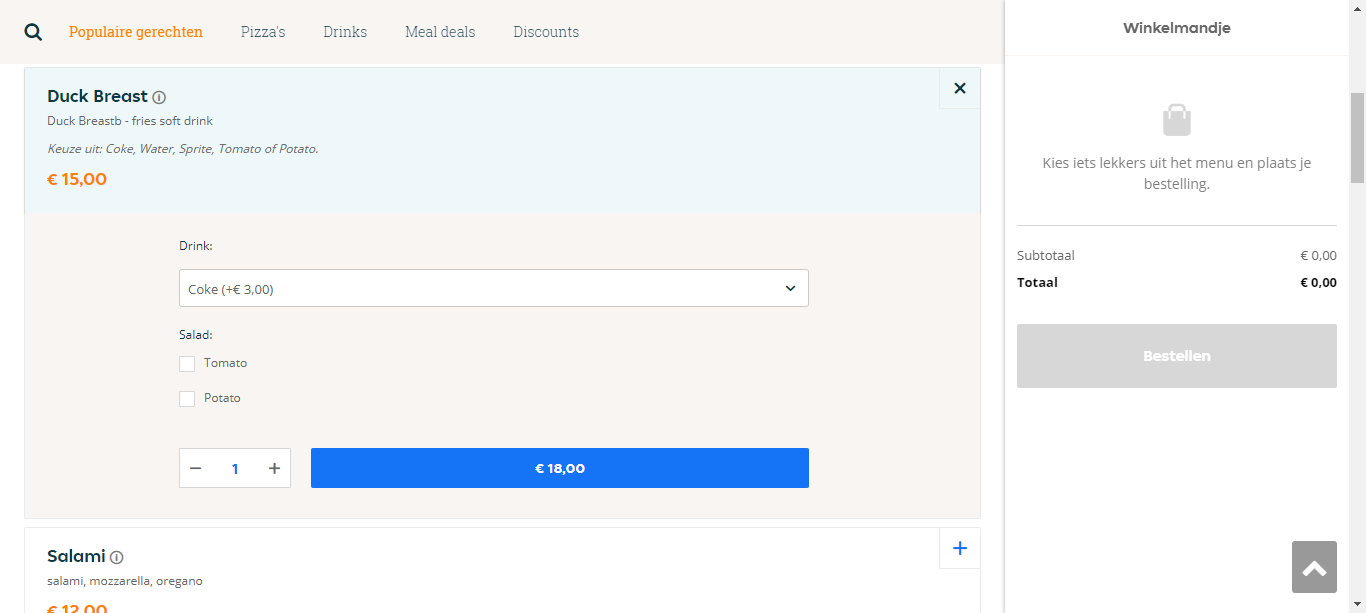 Populaire gerechten Pizza's Drinks Meal deals Discounts
Duck Breast
Duck Breastb - fries soft drink
Keuze uit: Coke, Water, Sprite, Tomato of Potato.
€ 15,00
Drink:
Coke (+€ 3,00)
Salad:
Tomato
Potato
1
€ 18,00
Salami
salami, mozzarella, oregano
€ 12,00
Winkelmandje
Kies iets lekkers uit het menu en plaats je
bestelling.
Subtotaal € 0,00
Totaal € 0,00
Bestellen